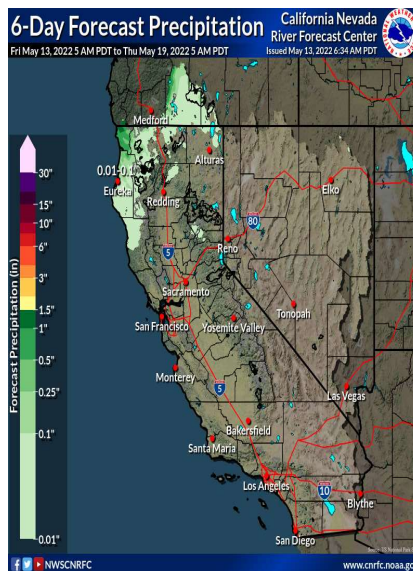 6-Day Forecast Precipitation
California Nevada
River Forecast Center
Fri May 13, 2022 5 AM PDT to Thu May 19, 2022 5 AM PDT
Issued May 13, 2022 6:34 AM PDT
Medford
Alturas
0.01-0.1
Eureka
Redding
Elko
80
Reno
5
Sacramento
San Francisco
Yosemite Valley
Tonopah
Monterey
5
Las Vegas
Bakersfield
Santa Maria
Los Angeles
10
Blythe
San Diego
Forecast Precipitation (in)
30"
15"
10"
6"
3"
1.5"
1"
0.5"
0.25"
0.1"
0.01"
NWSCNRFC
www.cnrfc.noaa.go